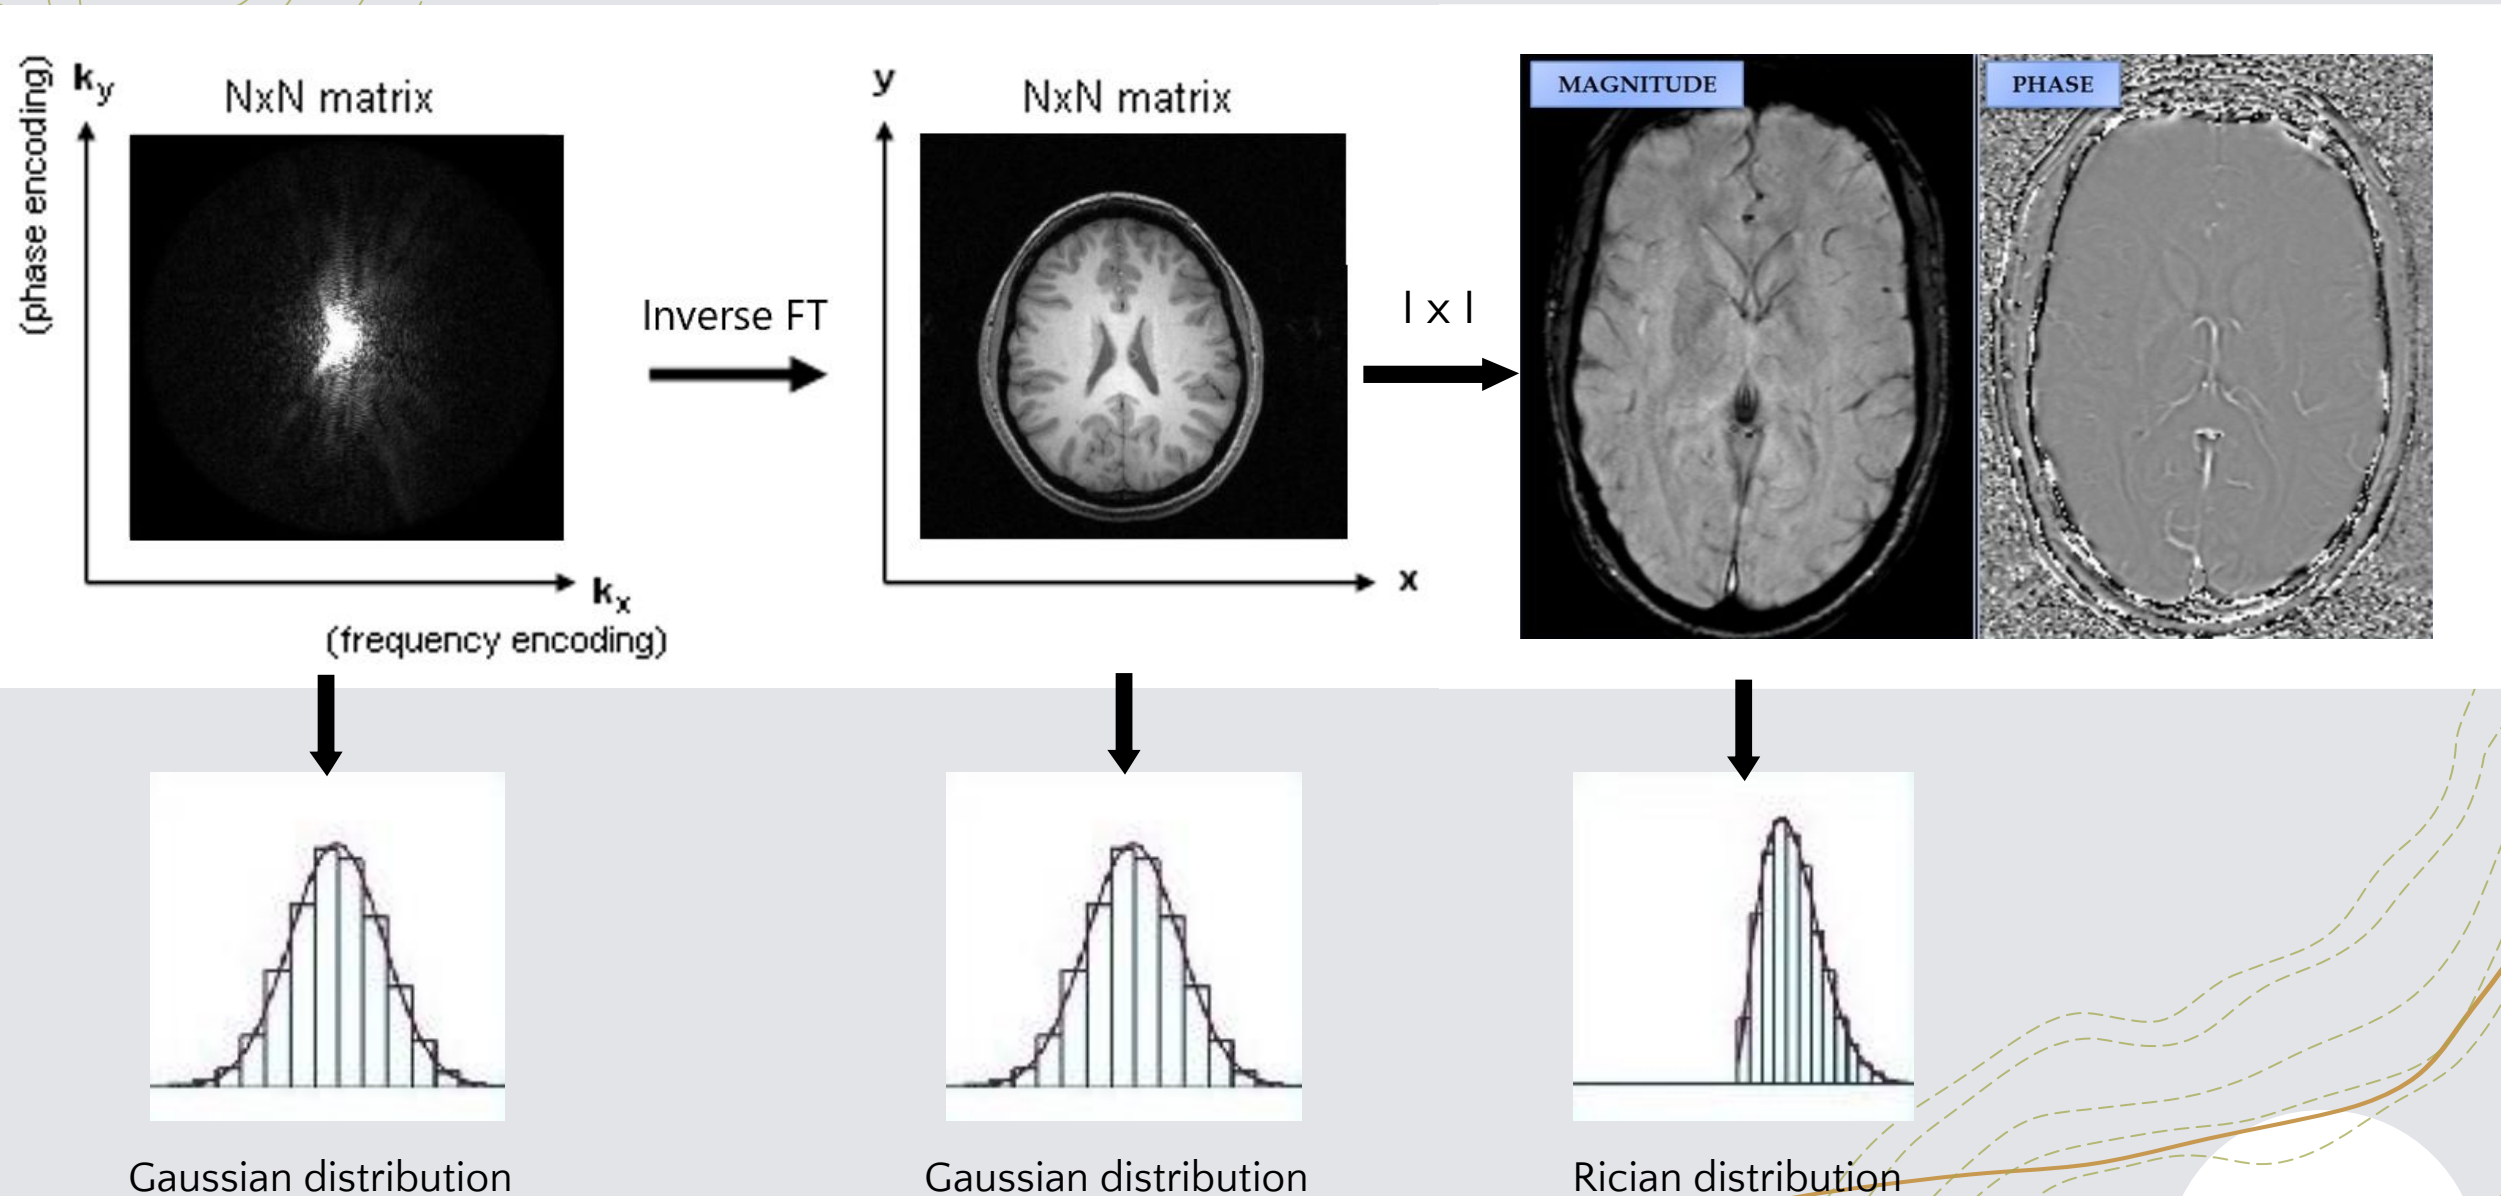 (phase encoding)
ky
NxN matrix
kx
(frequency encoding)
Inverse FT
y
NxN matrix
x
| x |
MAGNITUDE
PHASE
Gaussian distribution
Gaussian distribution
Rician distribution